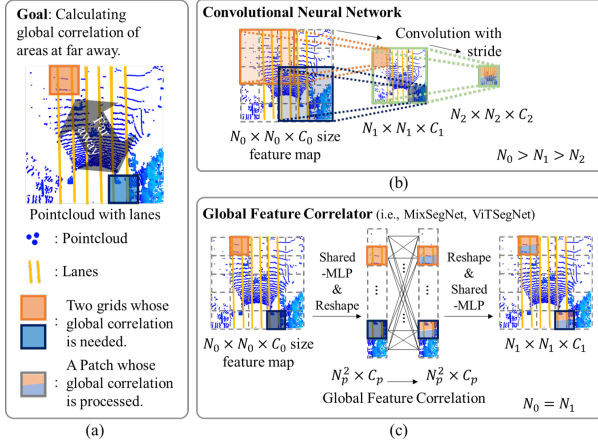 Goal: Calculating
global correlation of
areas at far away.
Far
away
Pointcloud with lanes
: Pointcloud
: Lanes
Two grids whose
: global correlation
is needed.
A Patch whose
: global correlation
is processed.
(a)
Convolutional Neural Network
Convolution with
stride
N₀ × N₀ × C₀ size
feature map
N₁ × N₁ × C₁
N₂ × N₂ × C₂
N₀ > N₁ > N₂
(b)
Global Feature Correlator (i.e., MixSegNet, ViTSegNet)
Shared
-MLP
&
Reshape
Reshape &
Shared
-MLP
N₀ × N₀ × C₀ size
feature map
Nₚ² × Cₚ → Nₚ² × Cₚ
Global Feature Correlation
N₁ × N₁ × C₁
N₀ = N₁
(c)